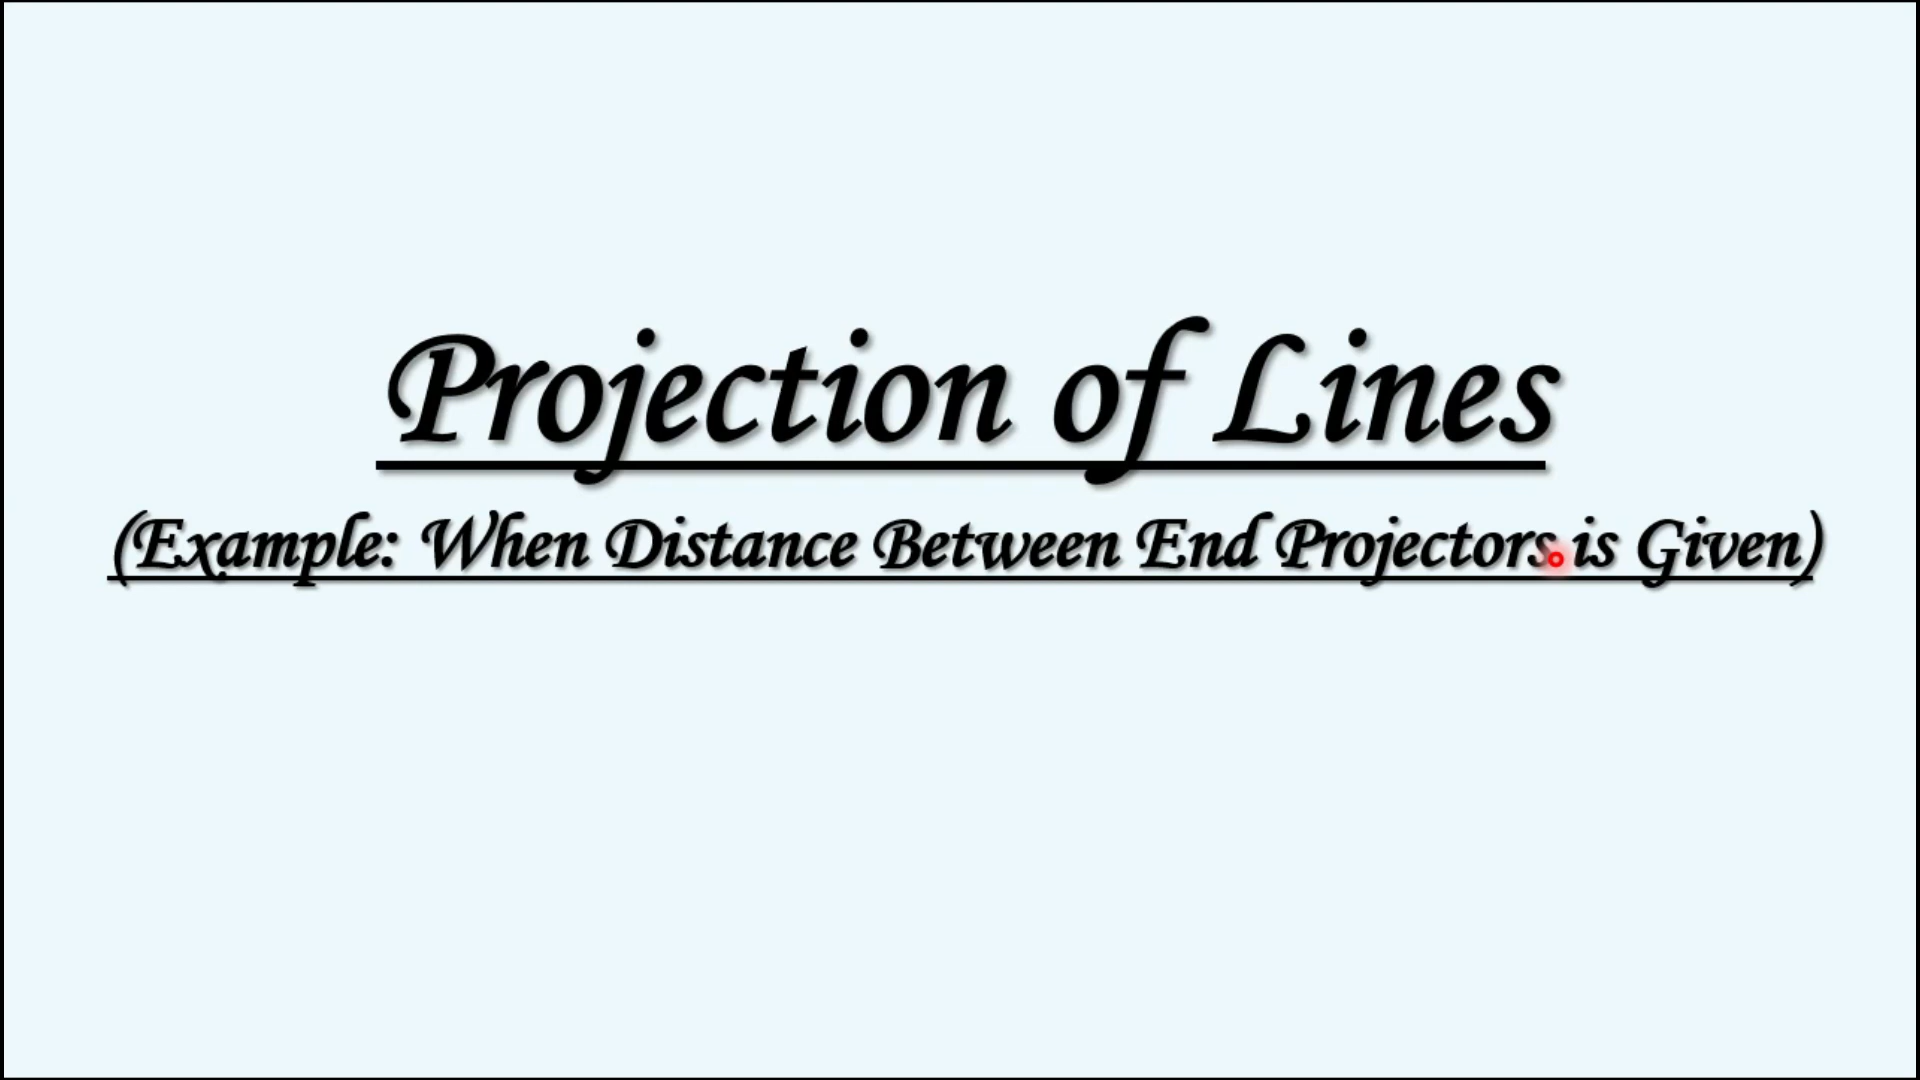 Projection of Lines
(Example: When Distance Between End Projectors is Given)